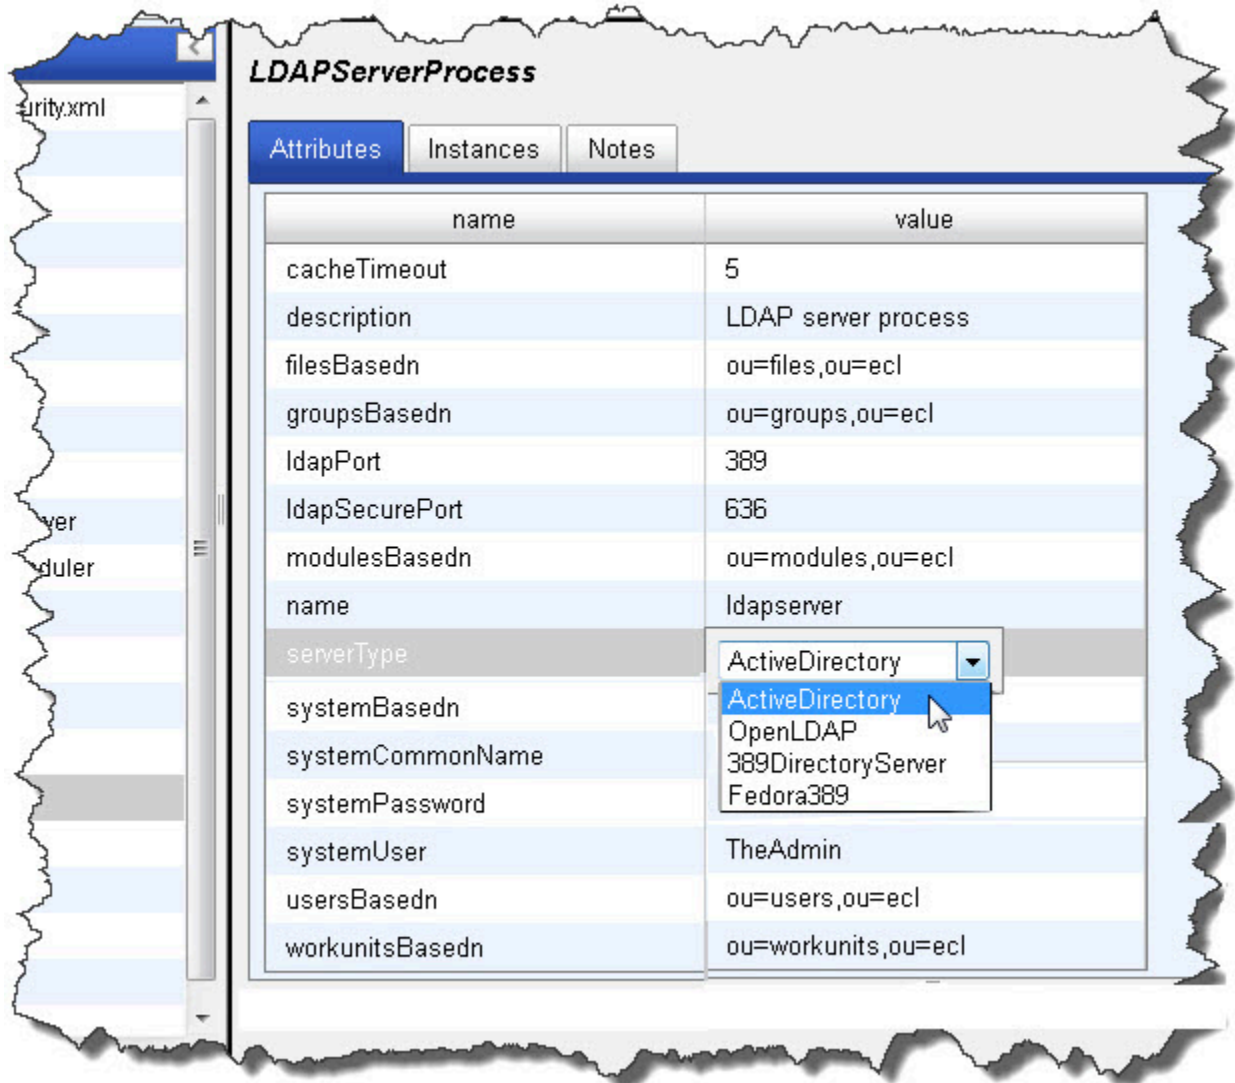 LDAPServerProcess
urity.xml
Attributes Instances Notes
name value
cacheTimeout 5
description LDAP server process
filesBasedn ou=files,ou=ecl
groupsBasedn ou=groups,ou=ecl
ldapPort 389
ldapSecurePort 636
ver
modulesBasedn ou=modules,ou=ecl
duler
name ldapserver
serverType ActiveDirectory
ActiveDirectory
systemBasedn
OpenLDAP
systemCommonName
389DirectoryServer
Fedora389
systemPassword
systemUser TheAdmin
usersBasedn ou=users,ou=ecl
workunitsBasedn ou=workunits,ou=ecl